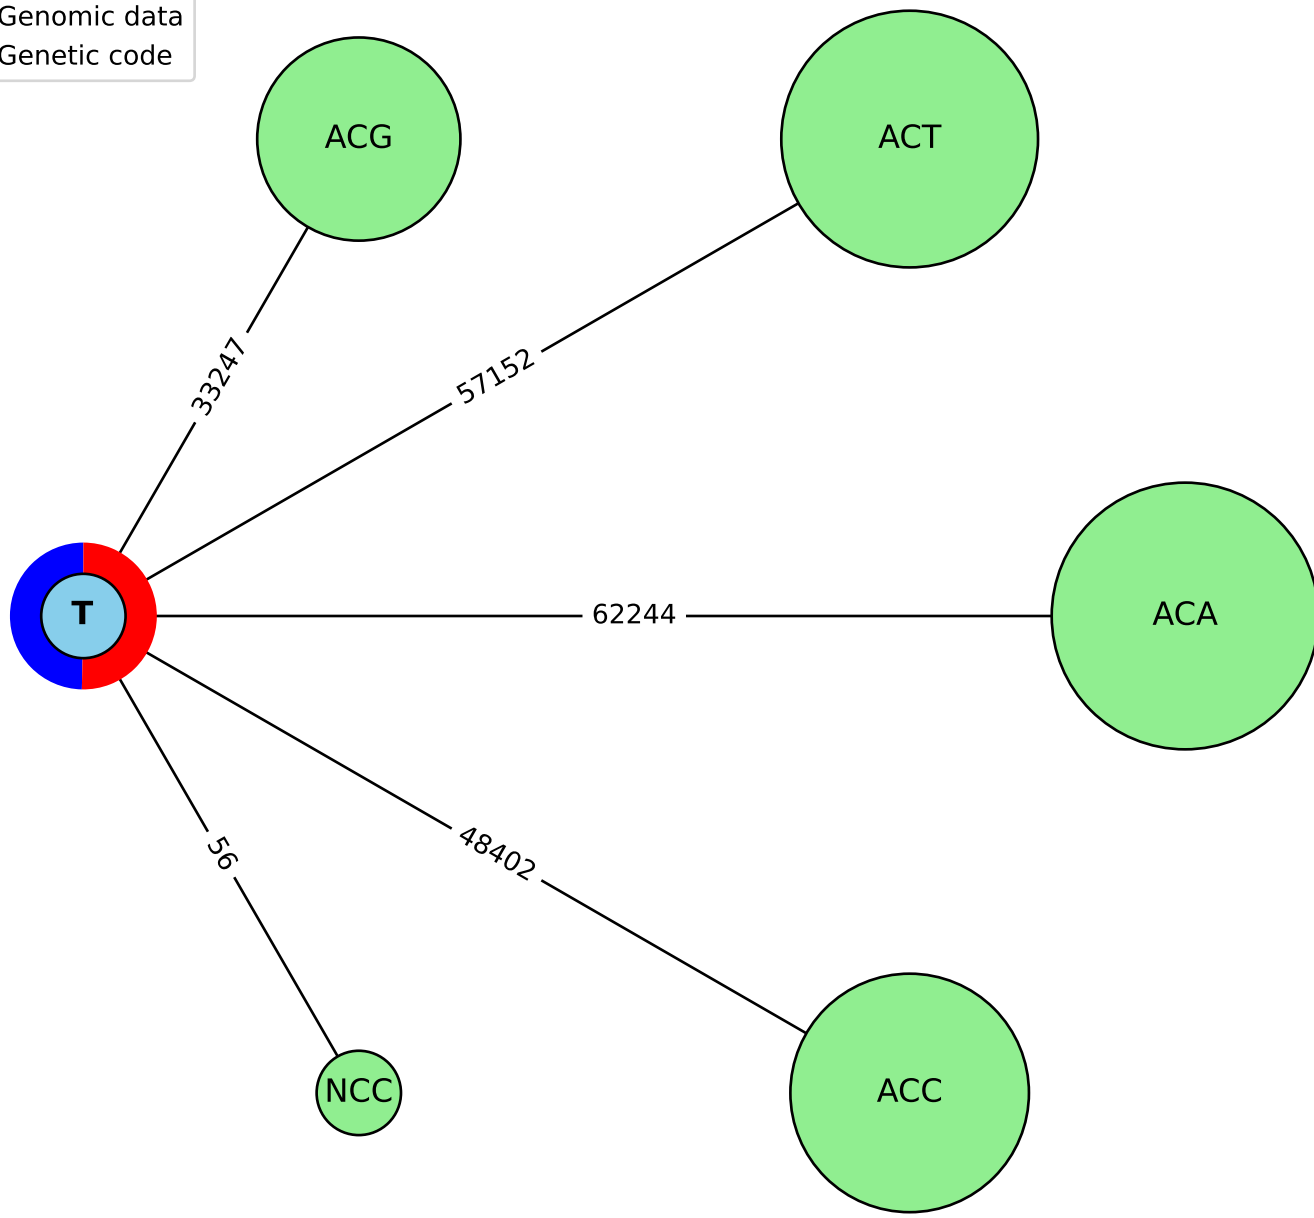 Genomic data
Genetic code
ACG
ACT
33247
57152
T
62244
ACA
56
48402
NCC
ACC